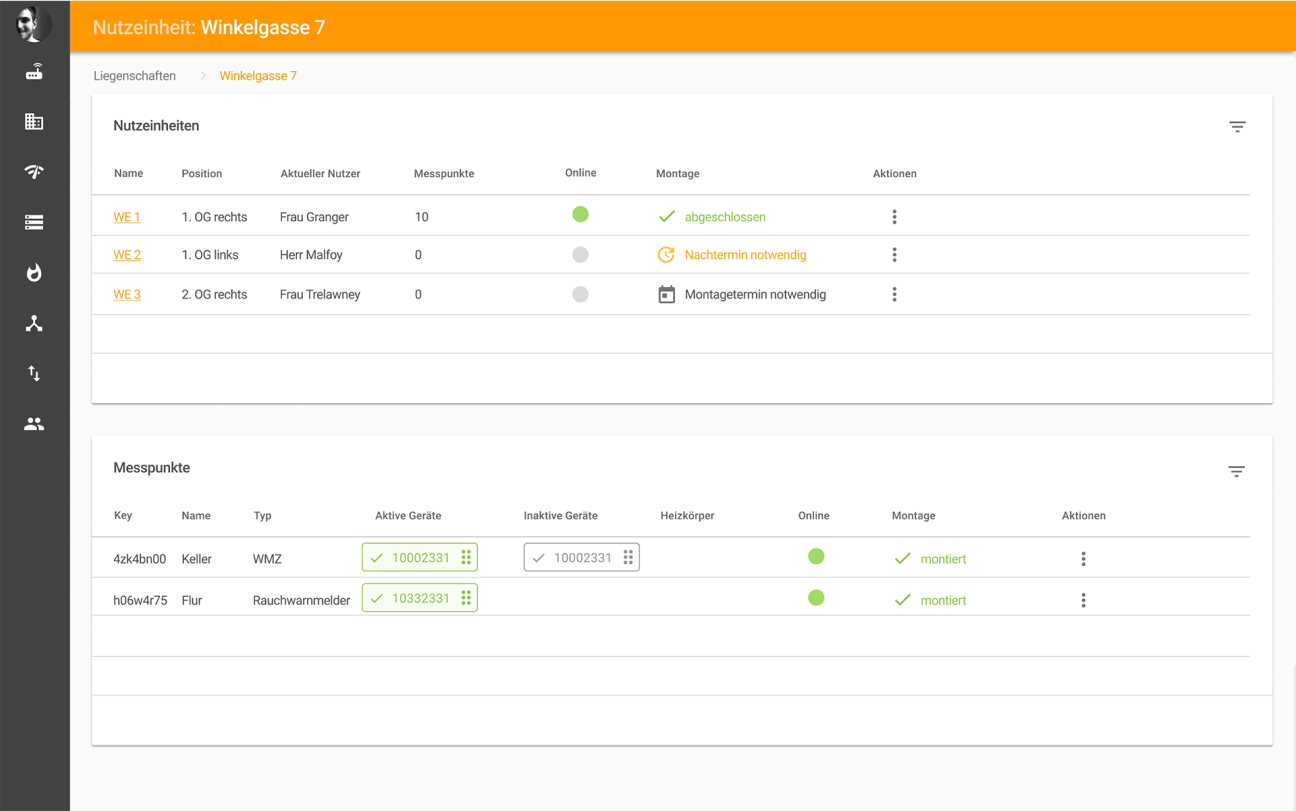 Nutzeinheit: Winkelgasse 7
Liegenschaften Winkelgasse 7
Nutzeinheiten
Name Position Aktueller Nutzer Messpunkte Online Montage Aktionen
WE 1 1. OG rechts Frau Granger 10 abgeschlossen
WE 2 1. OG links Herr Malfoy 0 Nachtermin notwendig
WE 3 2. OG rechts Frau Trelawney 0 Montagetermin notwendig
Messpunkte
Key Name Typ Aktive Geräte Inaktive Geräte Heizkörper Online Montage Aktionen
4zk4bn00 Keller WMZ 10002331 10002331 montiert
h06w4r75 Flur Rauchwarnmelder 10332331 montiert